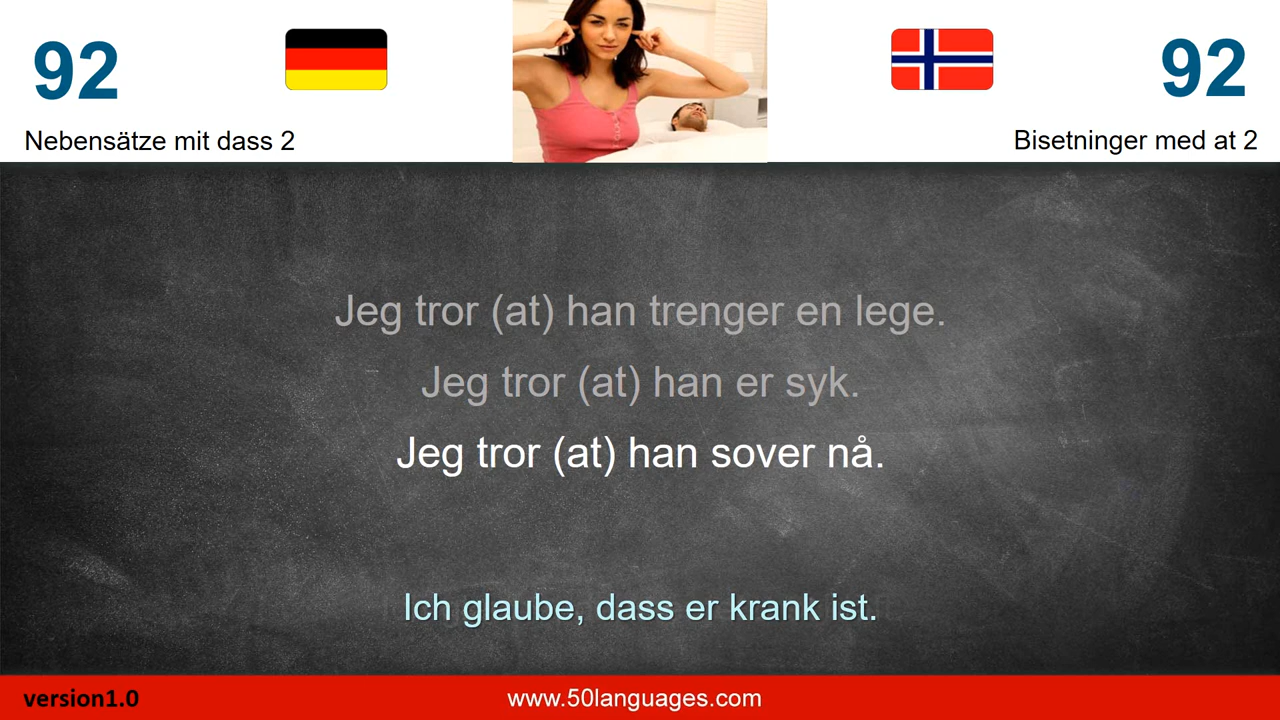 92
92
Nebensätze mit dass 2
Bisetninger med at 2
Jeg tror (at) han trenger en lege.
Jeg tror (at) han er syk.
Jeg tror (at) han sover nå.
Ich glaube, dass er krank ist.
version1.0
www.50languages.com